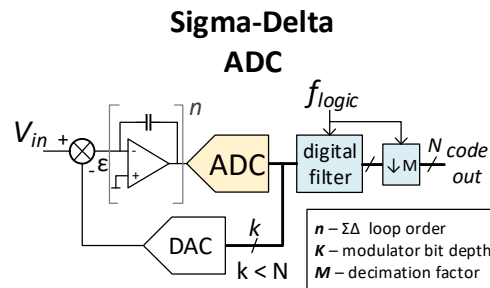 Sigma-Delta
ADC
n
f_logic
V_in + - ε - +
ADC
digital
filter
↓ M
N code
out
DAC
k
k < N
n – ΣΔ loop order
K – modulator bit depth
M – decimation factor